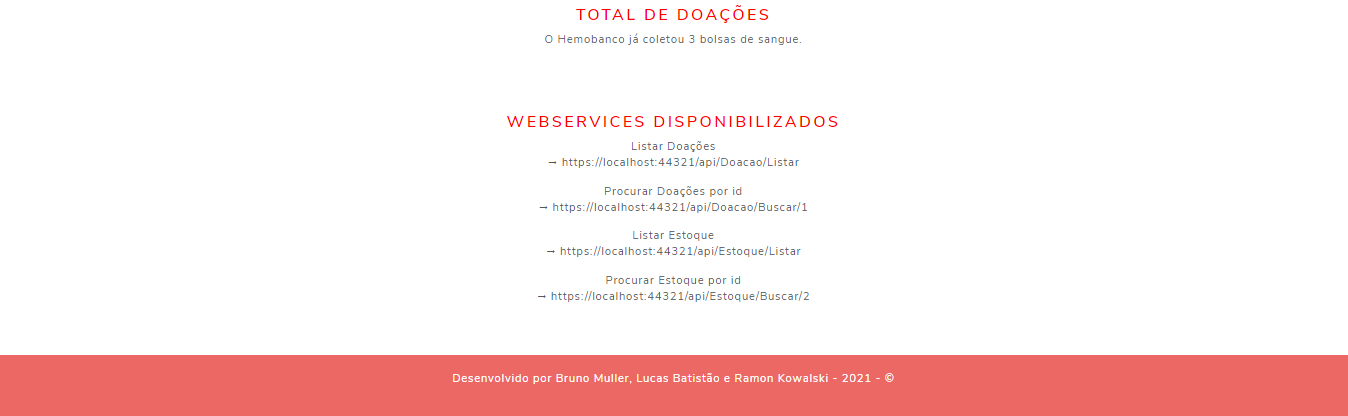 TOTAL DE DOAÇÕES
O Hemobanco já coletou 3 bolsas de sangue.
WEBSERVICES DISPONIBILIZADOS
Listar Doações
→ https://localhost:44321/api/Doacao/Listar
Procurar Doações por id
→ https://localhost:44321/api/Doacao/Buscar/1
Listar Estoque
→ https://localhost:44321/api/Estoque/Listar
Procurar Estoque por id
→ https://localhost:44321/api/Estoque/Buscar/2
Desenvolvido por Bruno Muller, Lucas Batistão e Ramon Kowalski - 2021 - ©